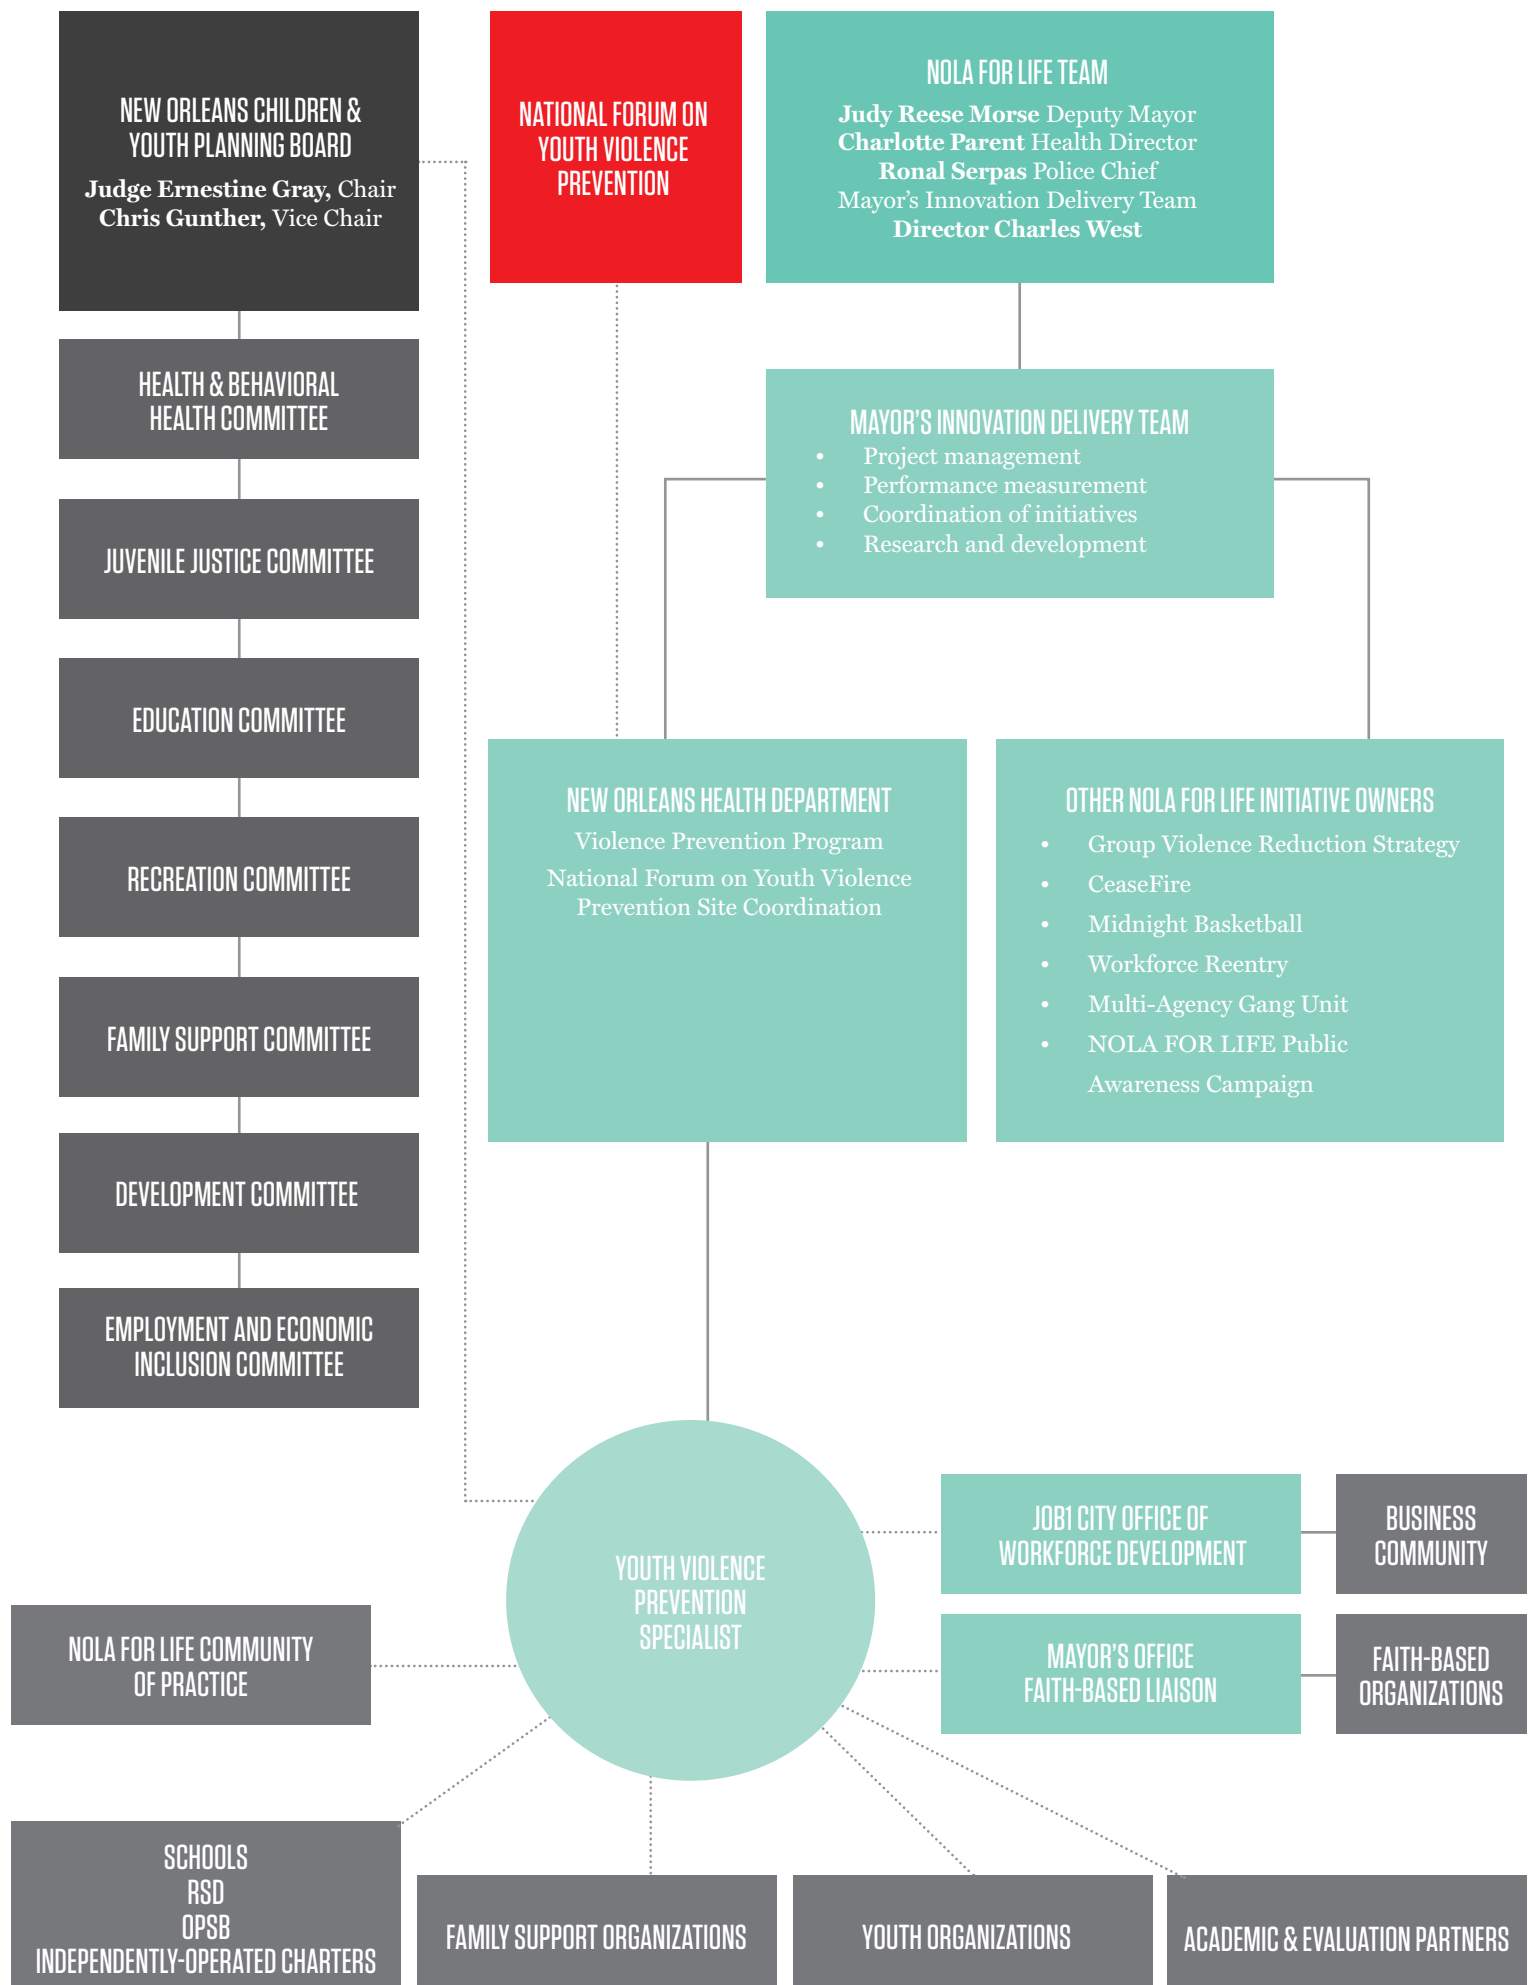 NEW ORLEANS CHILDREN &
YOUTH PLANNING BOARD
Judge Ernestine Gray, Chair
Chris Gunther, Vice Chair
NATIONAL FORUM ON
YOUTH VIOLENCE
PREVENTION
NOLA FOR LIFE TEAM
Judy Reese Morse Deputy Mayor
Charlotte Parent Health Director
Ronal Serpas Police Chief
Mayor's Innovation Delivery Team
Director Charles West
HEALTH & BEHAVIORAL
HEALTH COMMITTEE
JUVENILE JUSTICE COMMITTEE
EDUCATION COMMITTEE
RECREATION COMMITTEE
FAMILY SUPPORT COMMITTEE
DEVELOPMENT COMMITTEE
EMPLOYMENT AND ECONOMIC
INCLUSION COMMITTEE
MAYOR'S INNOVATION DELIVERY TEAM
• Project management
• Performance measurement
• Coordination of initiatives
• Research and development
NEW ORLEANS HEALTH DEPARTMENT
Violence Prevention Program
National Forum on Youth Violence
Prevention Site Coordination
OTHER NOLA FOR LIFE INITIATIVE OWNERS
• Group Violence Reduction Strategy
• CeaseFire
• Midnight Basketball
• Workforce Reentry
• Multi-Agency Gang Unit
• NOLA FOR LIFE Public
Awareness Campaign
YOUTH VIOLENCE
PREVENTION
SPECIALIST
JOB1 CITY OFFICE OF
WORKFORCE DEVELOPMENT
BUSINESS
COMMUNITY
MAYOR'S OFFICE
FAITH-BASED LIAISON
FAITH-BASED
ORGANIZATIONS
NOLA FOR LIFE COMMUNITY
OF PRACTICE
SCHOOLS
RSD
OPSB
INDEPENDENTLY-OPERATED CHARTERS
FAMILY SUPPORT ORGANIZATIONS
YOUTH ORGANIZATIONS
ACADEMIC & EVALUATION PARTNERS